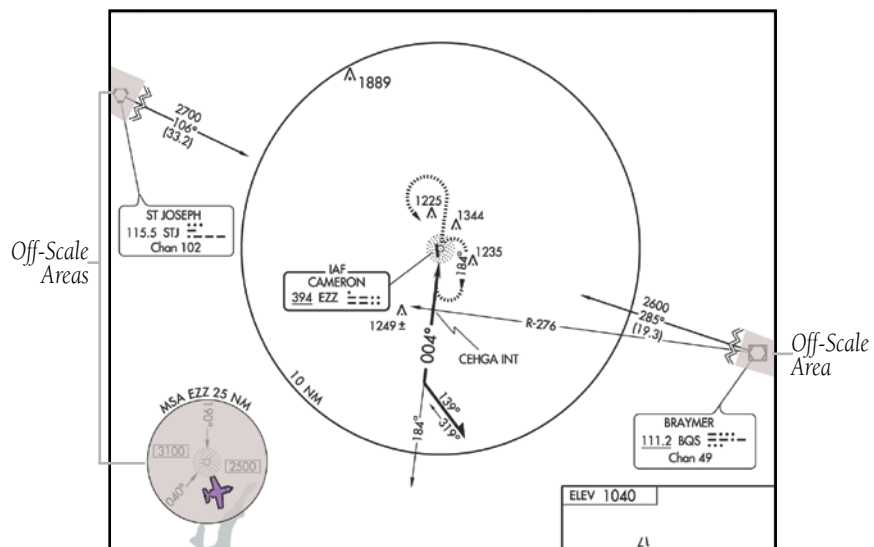 1889
2700
106°
(33.2)
ST JOSEPH
115.5 STJ
Chan 102
Off-Scale
Areas
1225
1344
1235
184°
IAF
CAMERON
394 EZZ
1249 ±
R-276
2600
285°
(19.3)
004°
CEHGA INT
Off-Scale
Area
10 NM
139°
319°
184°
BRAYMER
111.2 BQS
Chan 49
MSA EZZ 25 NM
190°
3100
2500
040°
ELEV 1040